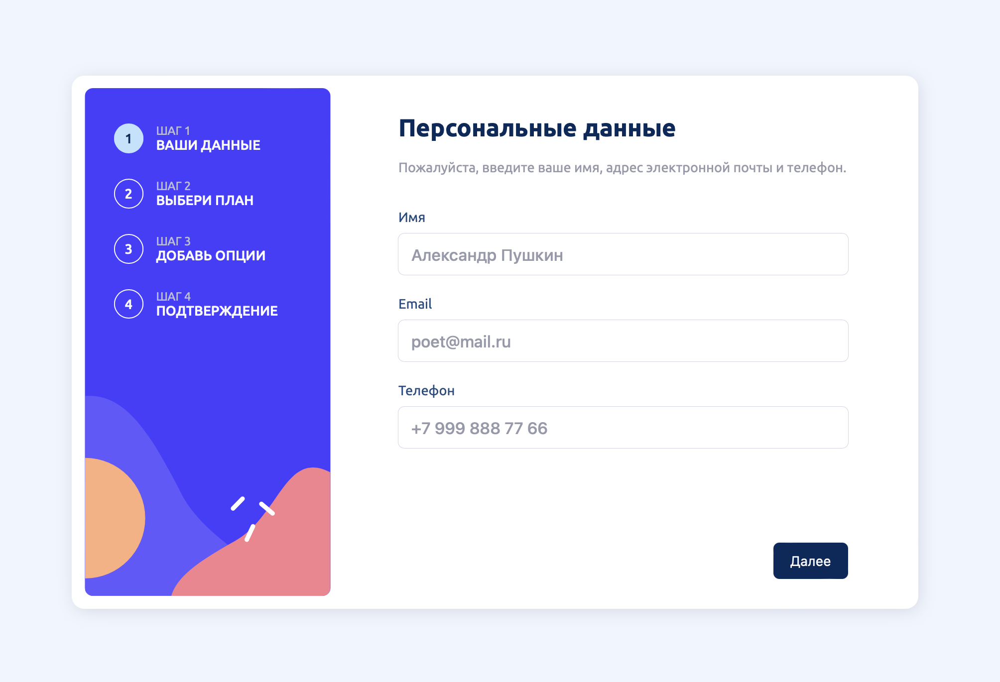 1
ШАГ 1
ВАШИ ДАННЫЕ
2
ШАГ 2
ВЫБЕРИ ПЛАН
3
ШАГ 3
ДОБАВЬ ОПЦИИ
4
ШАГ 4
ПОДТВЕРЖДЕНИЕ
Персональные данные
Пожалуйста, введите ваше имя, адрес электронной почты и телефон.
Имя
Александр Пушкин
Email
poet@mail.ru
Телефон
+7 999 888 77 66
Далее